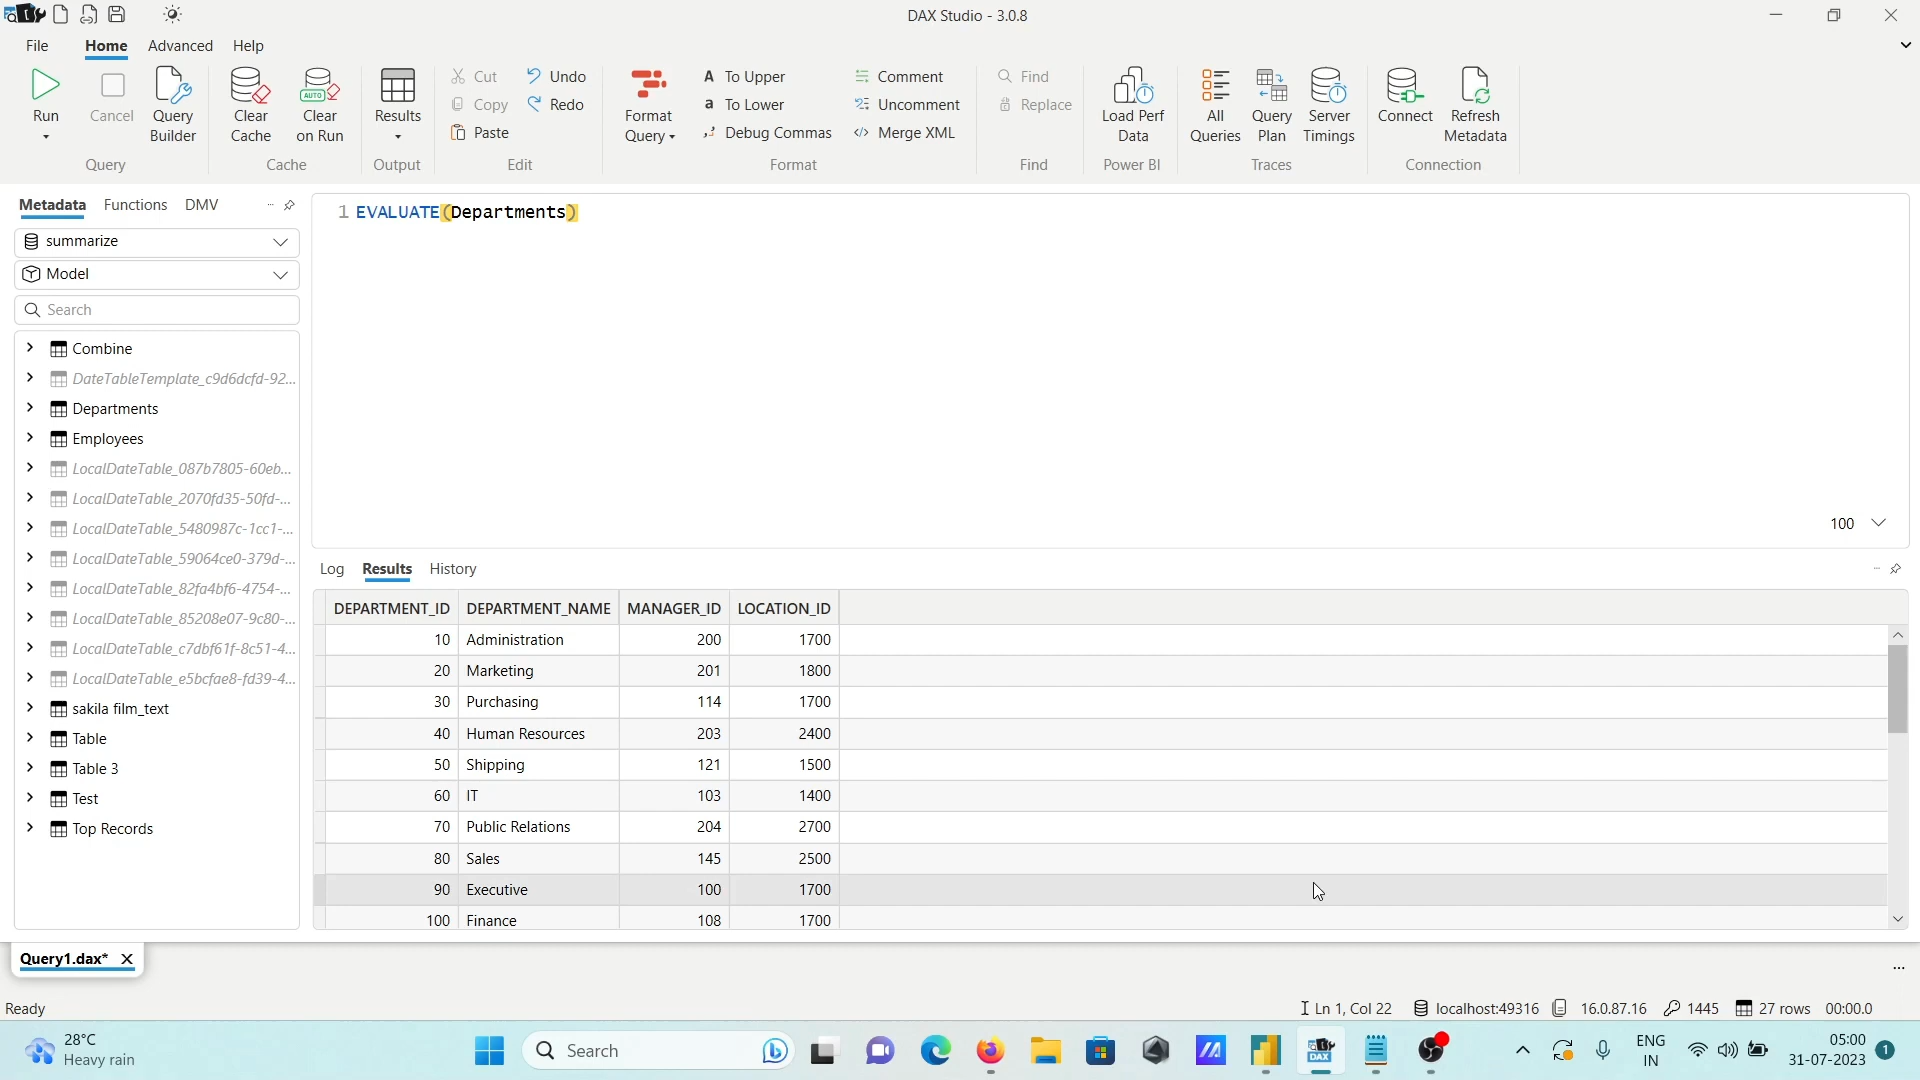 DAX Studio - 3.0.8
File Home Advanced Help
Run
Cancel
Query Builder
Query
Clear Cache
AUTO
Clear on Run
Cache
Results
Output
Cut
Copy
Paste
Undo
Redo
Edit
Format Query
A To Upper
a To Lower
Debug Commas
Comment
Uncomment
Merge XML
Format
Find
Replace
Find
Load Perf Data
Power BI
All Queries
Query Plan
Server Timings
Traces
Connect
Refresh Metadata
Connection
Metadata Functions DMV
summarize
Model
Search
Combine
DateTableTemplate_c9d6dcfd-92...
Departments
Employees
LocalDateTable_087b7805-60eb...
LocalDateTable_2070fd35-50fd-...
LocalDateTable_5480987c-1cc1-...
LocalDateTable_59064ce0-379d-...
LocalDateTable_82fa4bf6-4754-...
LocalDateTable_85208e07-9c80-...
LocalDateTable_c7dbf61f-8c51-4...
LocalDateTable_e5bcfae8-fd39-4...
sakila film_text
Table
Table 3
Test
Top Records
1 EVALUATE(Departments)
100
Log Results History
DEPARTMENT_ID DEPARTMENT_NAME MANAGER_ID LOCATION_ID
10 Administration 200 1700
20 Marketing 201 1800
30 Purchasing 114 1700
40 Human Resources 203 2400
50 Shipping 121 1500
60 IT 103 1400
70 Public Relations 204 2700
80 Sales 145 2500
90 Executive 100 1700
100 Finance 108 1700
Query1.dax*
Ready
Ln 1, Col 22 localhost:49316 16.0.87.16 1445 27 rows 00:00.0
28°C
Heavy rain
Search
DAX
ENG
IN
05:00
31-07-2023
1